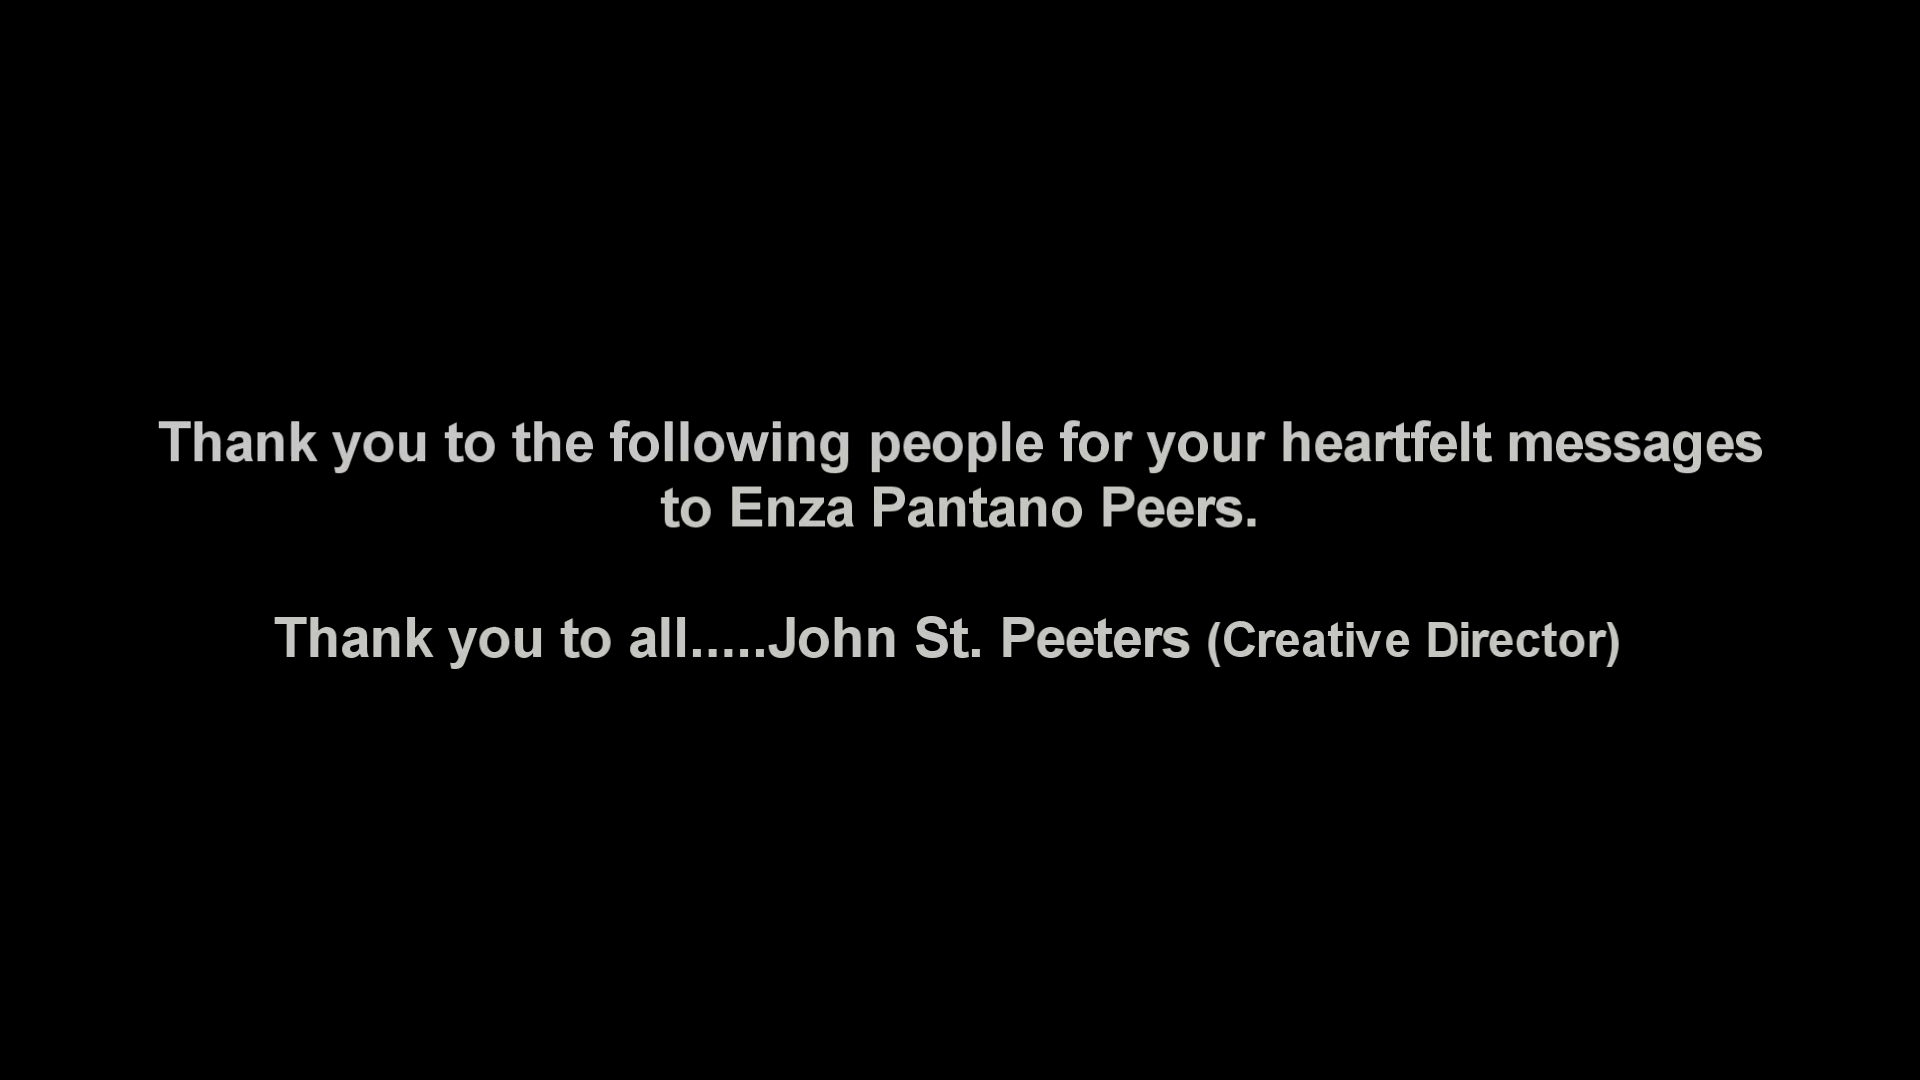 Thank you to the following people for your heartfelt messages
to Enza Pantano Peers.
Thank you to all.....John St. Peeters (Creative Director)